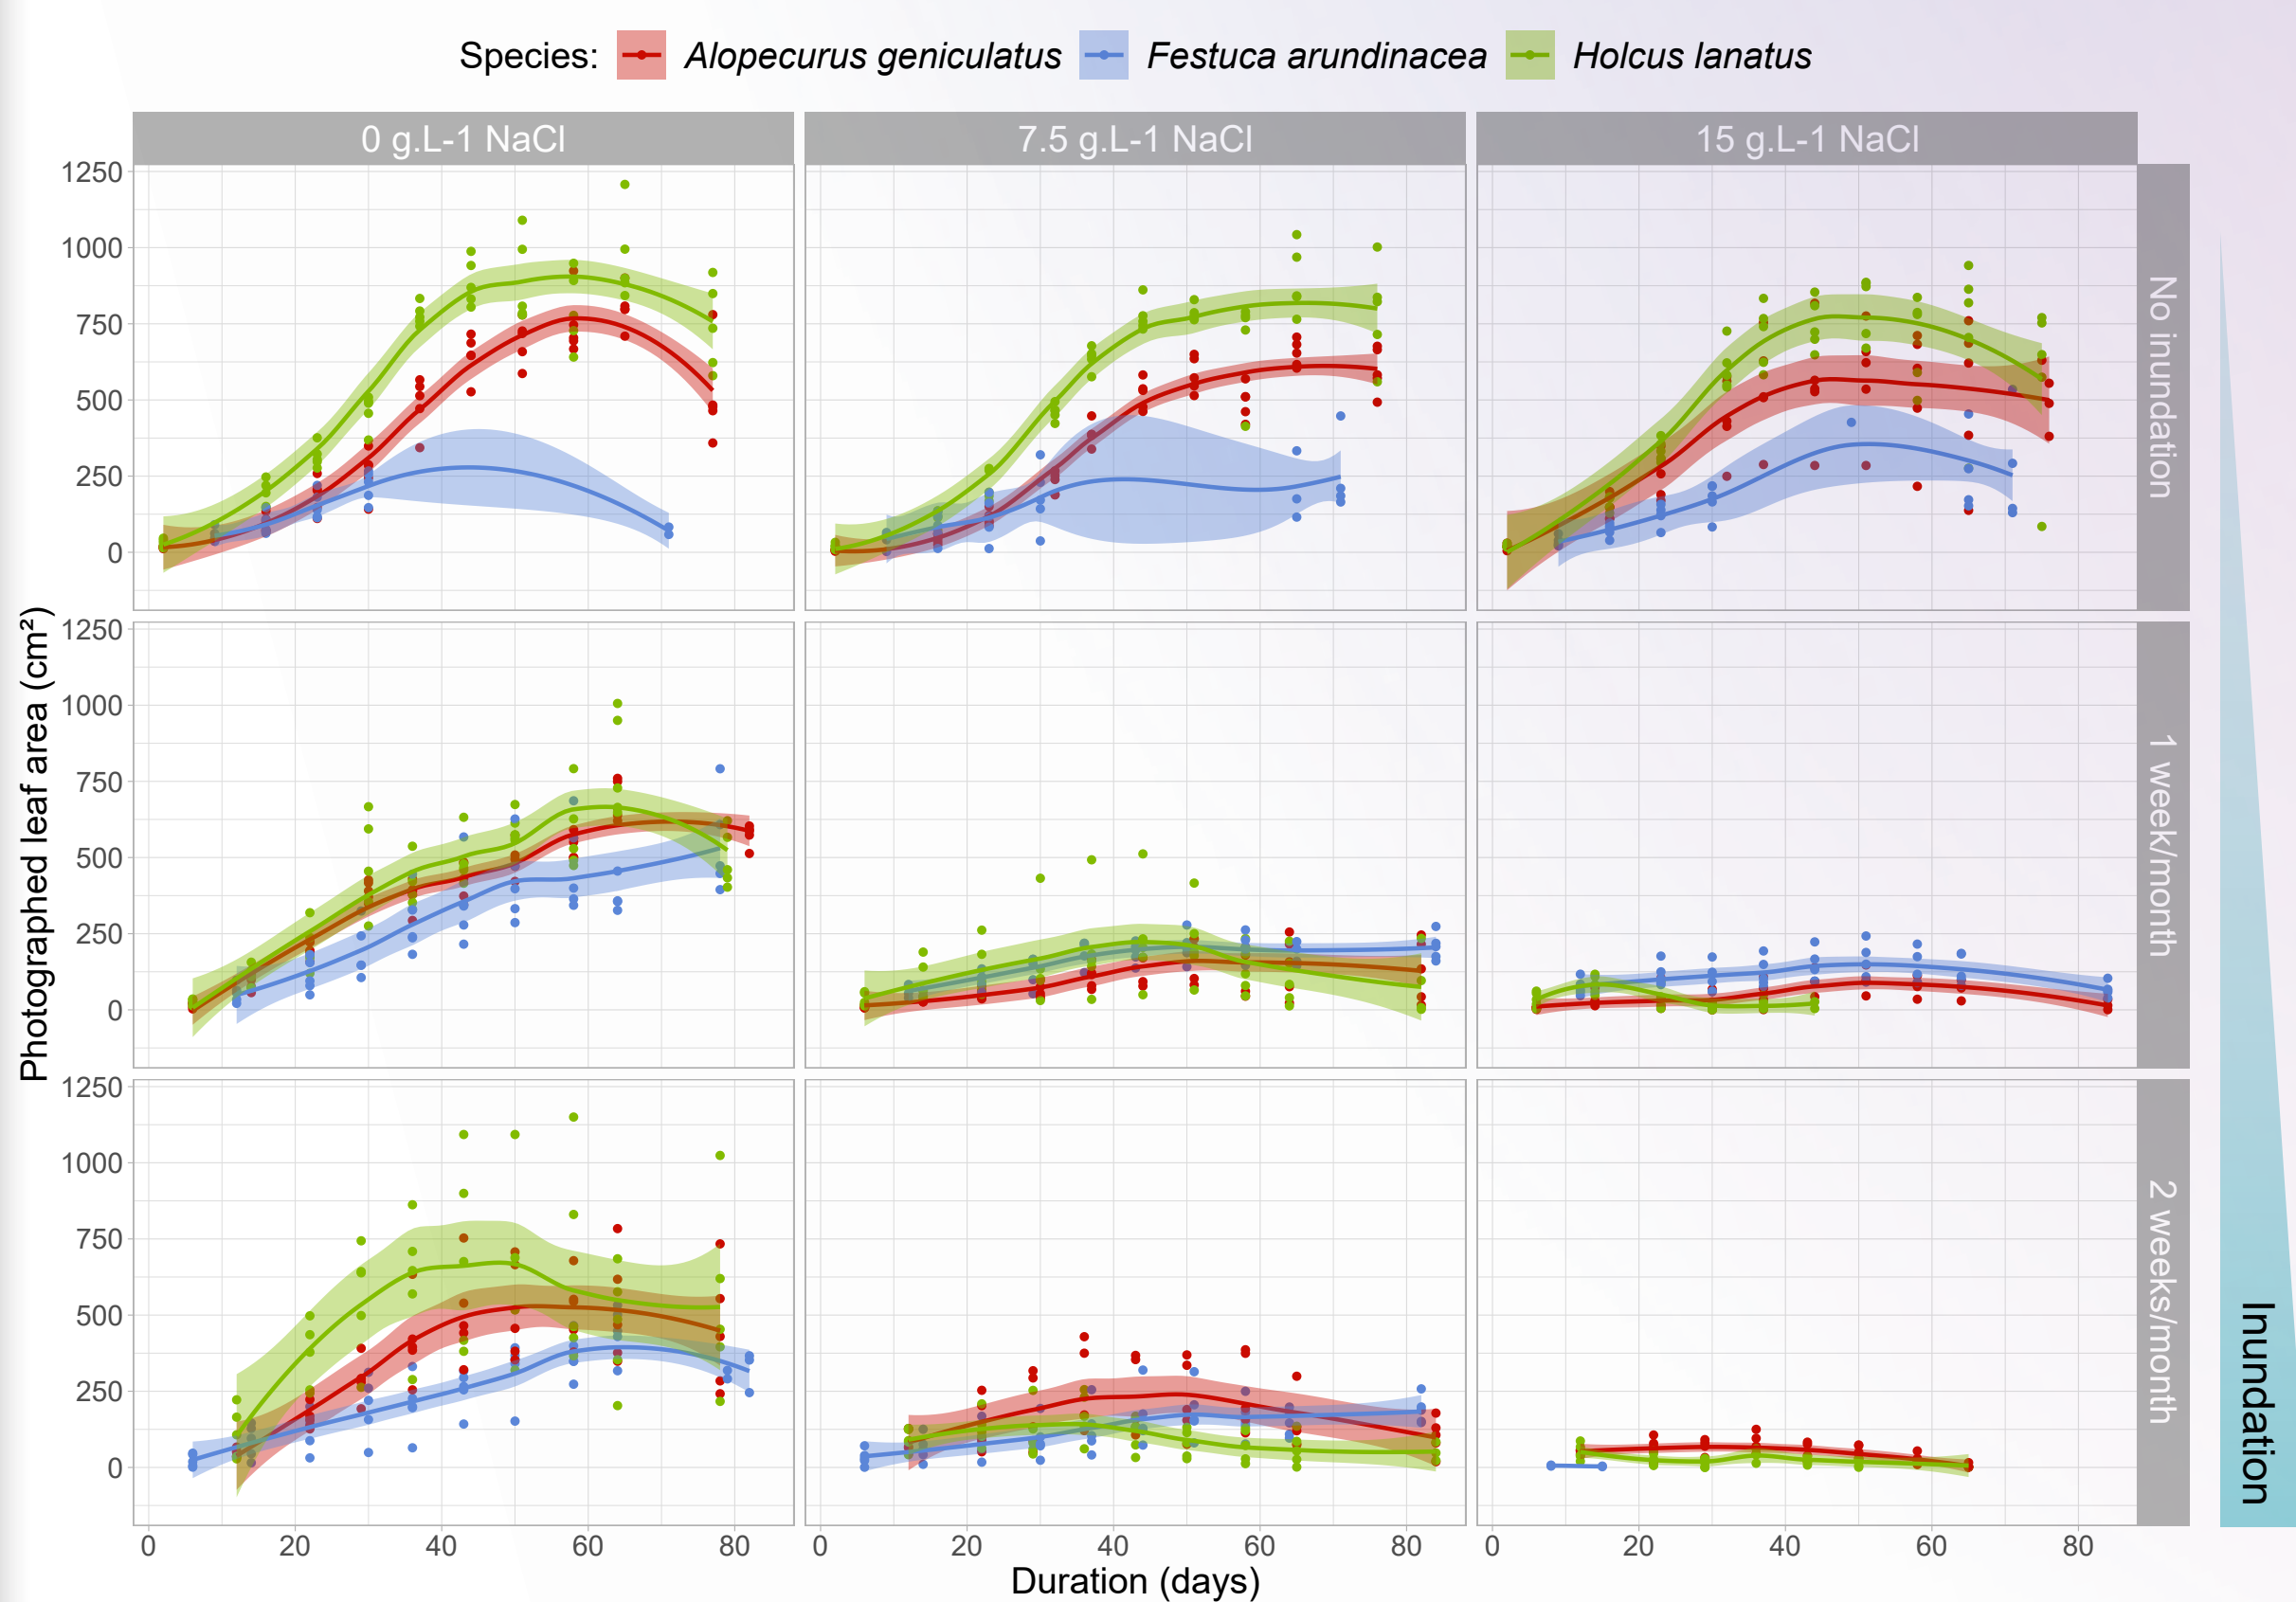 Species: Alopecurus geniculatus Festuca arundinacea Holcus lanatus
0 g.L-1 NaCl 7.5 g.L-1 NaCl 15 g.L-1 NaCl
1250
1000
750
500
250
0
No inundation
1250
1000
750
500
250
0
1 week/month
1250
1000
750
500
250
0
2 weeks/month
Photographed leaf area (cm²)
Inundation
0 20 40 60 80 0 20 40 60 80 0 20 40 60 80
Duration (days)